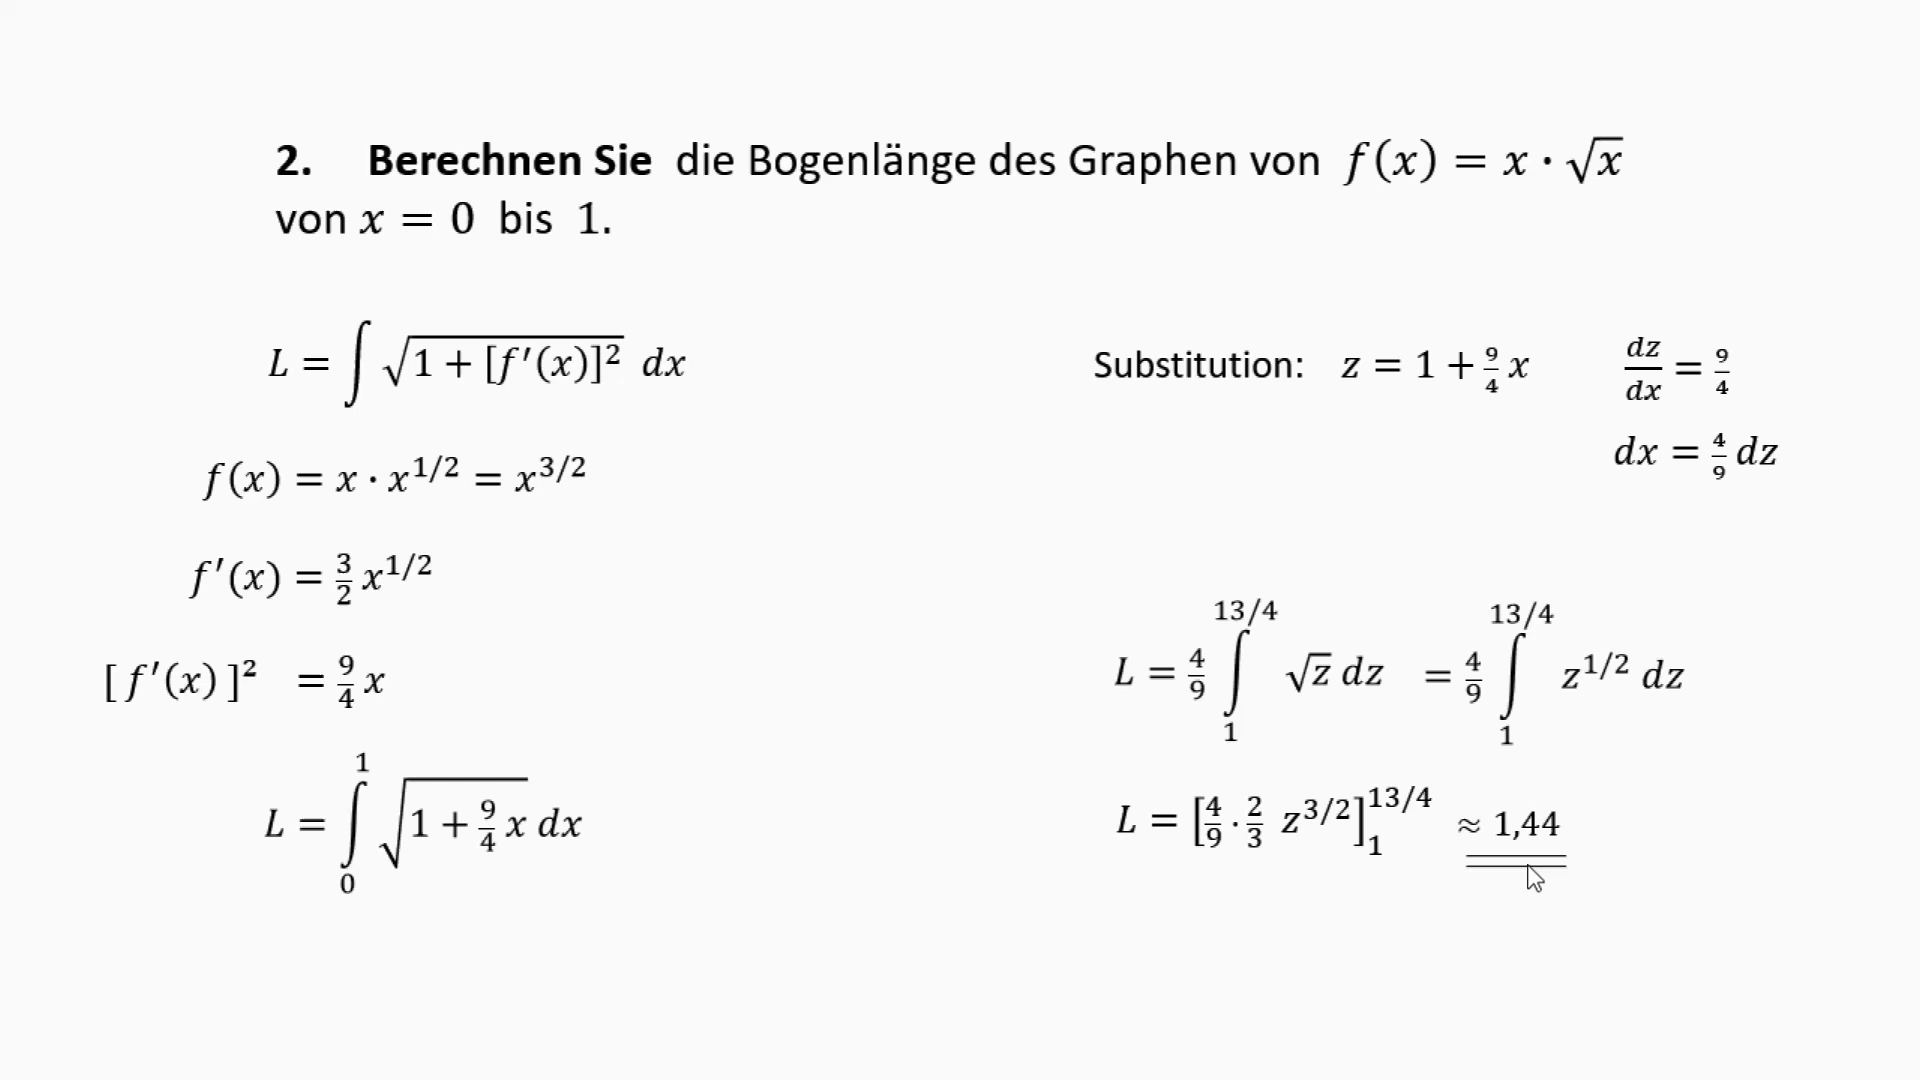 2. Berechnen Sie die Bogenlänge des Graphen von f(x) = x · √x
von x = 0 bis 1.
L = ∫ √(1 + [f′(x)]²) dx
f(x) = x · x^{1/2} = x^{3/2}
f′(x) = 3/2 x^{1/2}
[f′(x)]² = 9/4 x
L = ∫_0^1 √(1 + 9/4 x) dx
Substitution: z = 1 + 9/4 x dz/dx = 9/4
dx = 4/9 dz
L = 4/9 ∫_1^{13/4} √z dz = 4/9 ∫_1^{13/4} z^{1/2} dz
L = [4/9 · 2/3 z^{3/2}]_1^{13/4} ≈ 1,44